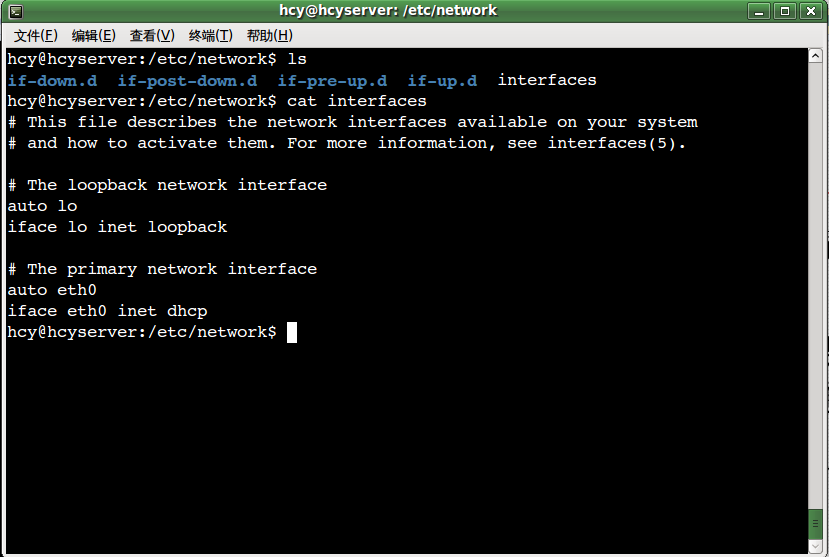 hcy@hcyserver: /etc/network
文件(F) 编辑(E) 查看(V) 终端(T) 帮助(H)
hcy@hcyserver:/etc/network$ ls
if-down.d  if-post-down.d  if-pre-up.d  if-up.d  interfaces
hcy@hcyserver:/etc/network$ cat interfaces
# This file describes the network interfaces available on your system
# and how to activate them. For more information, see interfaces(5).
# The loopback network interface
auto lo
iface lo inet loopback
# The primary network interface
auto eth0
iface eth0 inet dhcp
hcy@hcyserver:/etc/network$